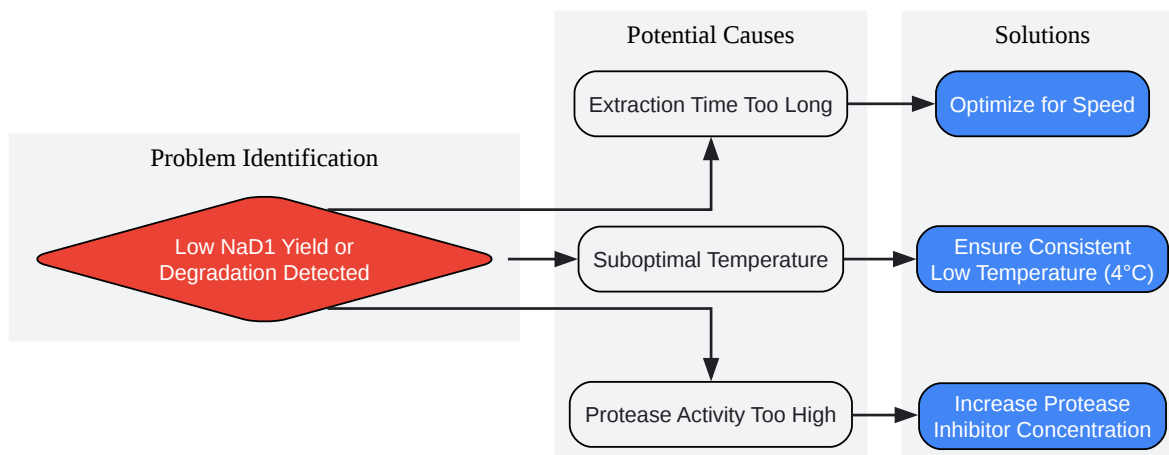 Potential Causes
Solutions
Extraction Time Too Long
Optimize for Speed
Problem Identification
Low NaD1 Yield or
Degradation Detected
Suboptimal Temperature
Ensure Consistent
Low Temperature (4°C)
Protease Activity Too High
Increase Protease
Inhibitor Concentration